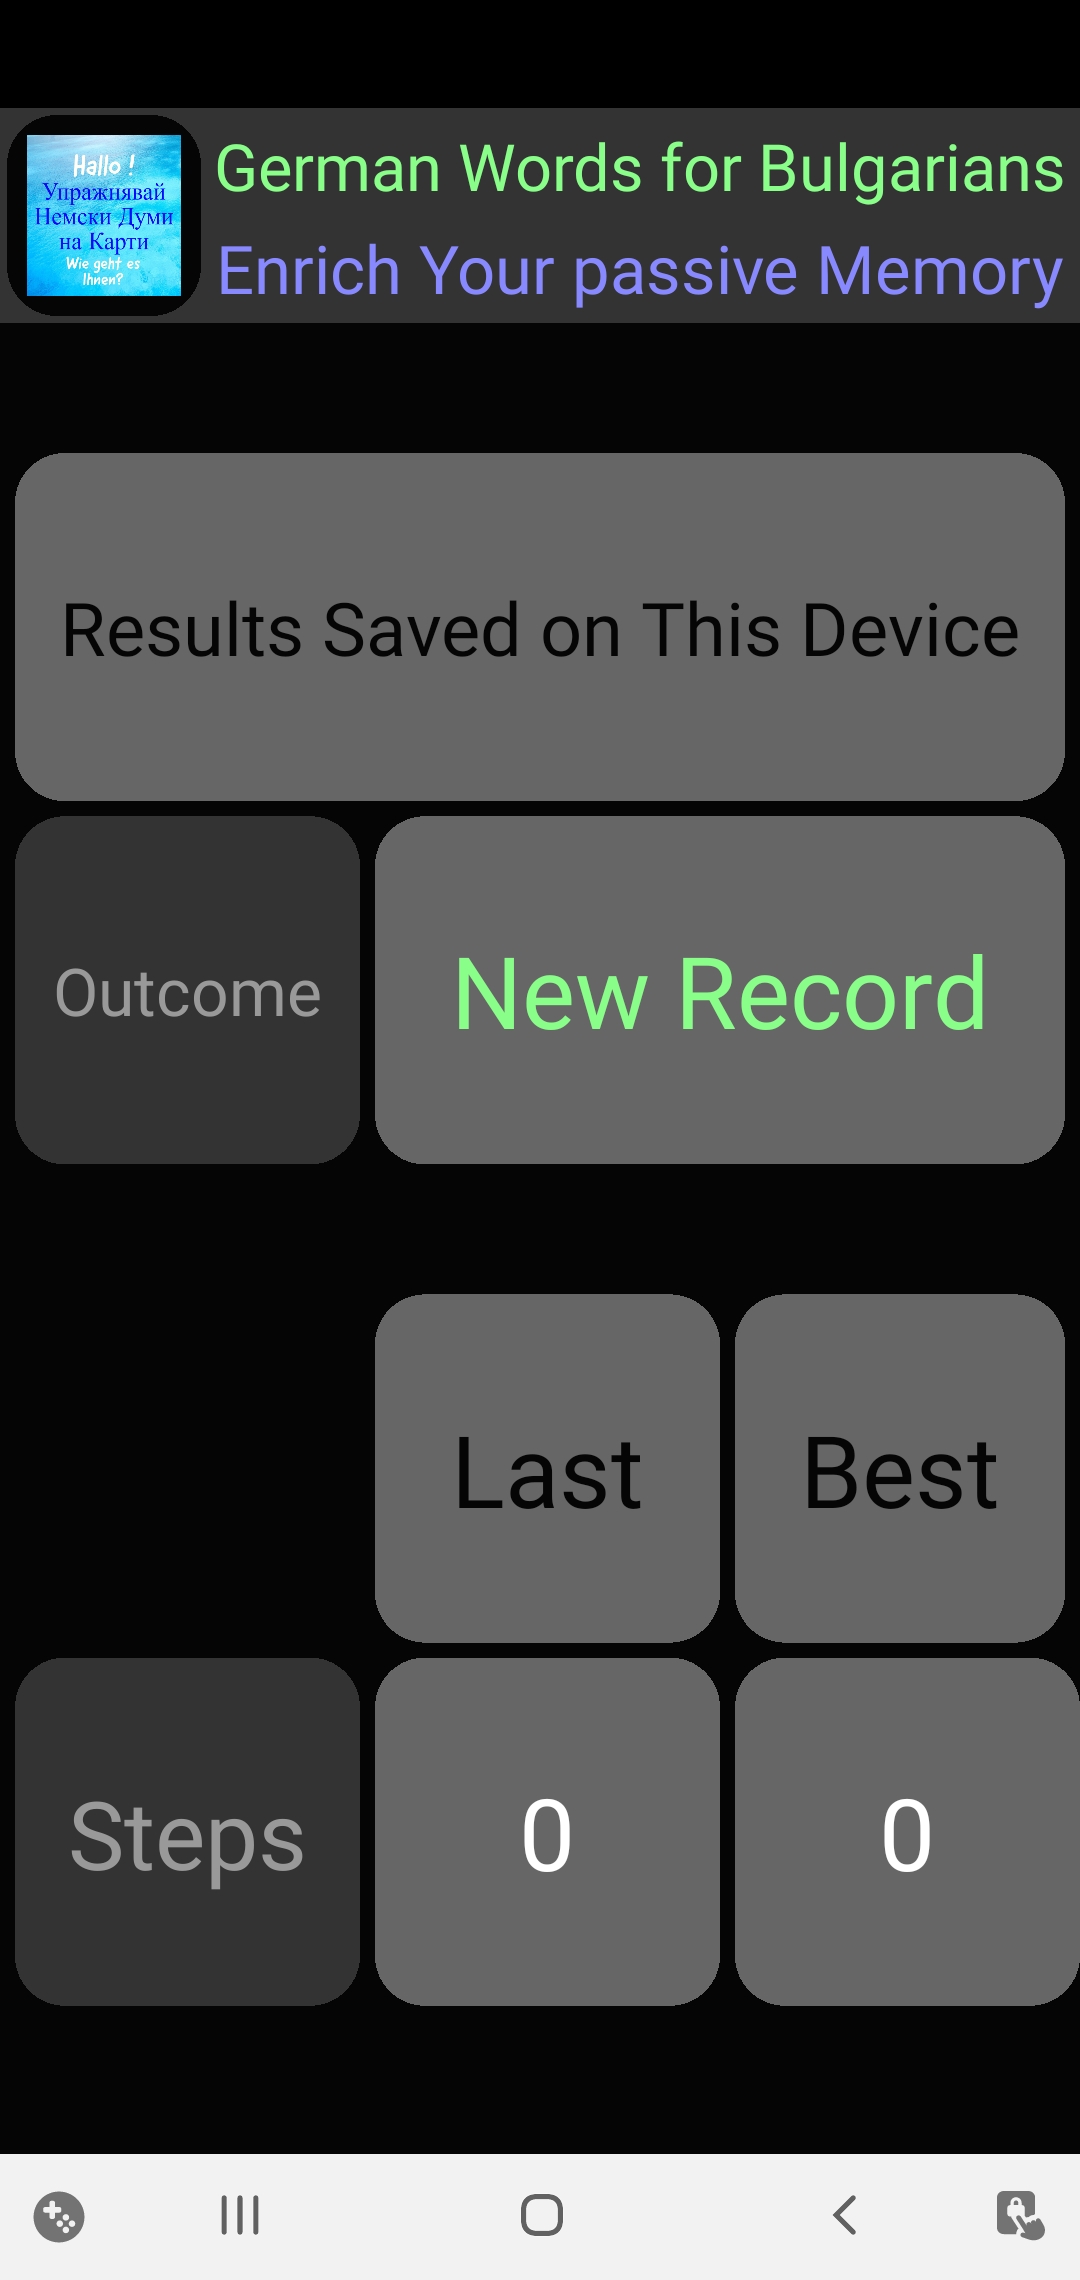 Hallo !
Упражнявай
Немски Думи
на Карти
Wie geht es
Ihnen?
German Words for Bulgarians
Enrich Your passive Memory
Results Saved on This Device
Outcome
New Record
Last
Best
Steps
0
0